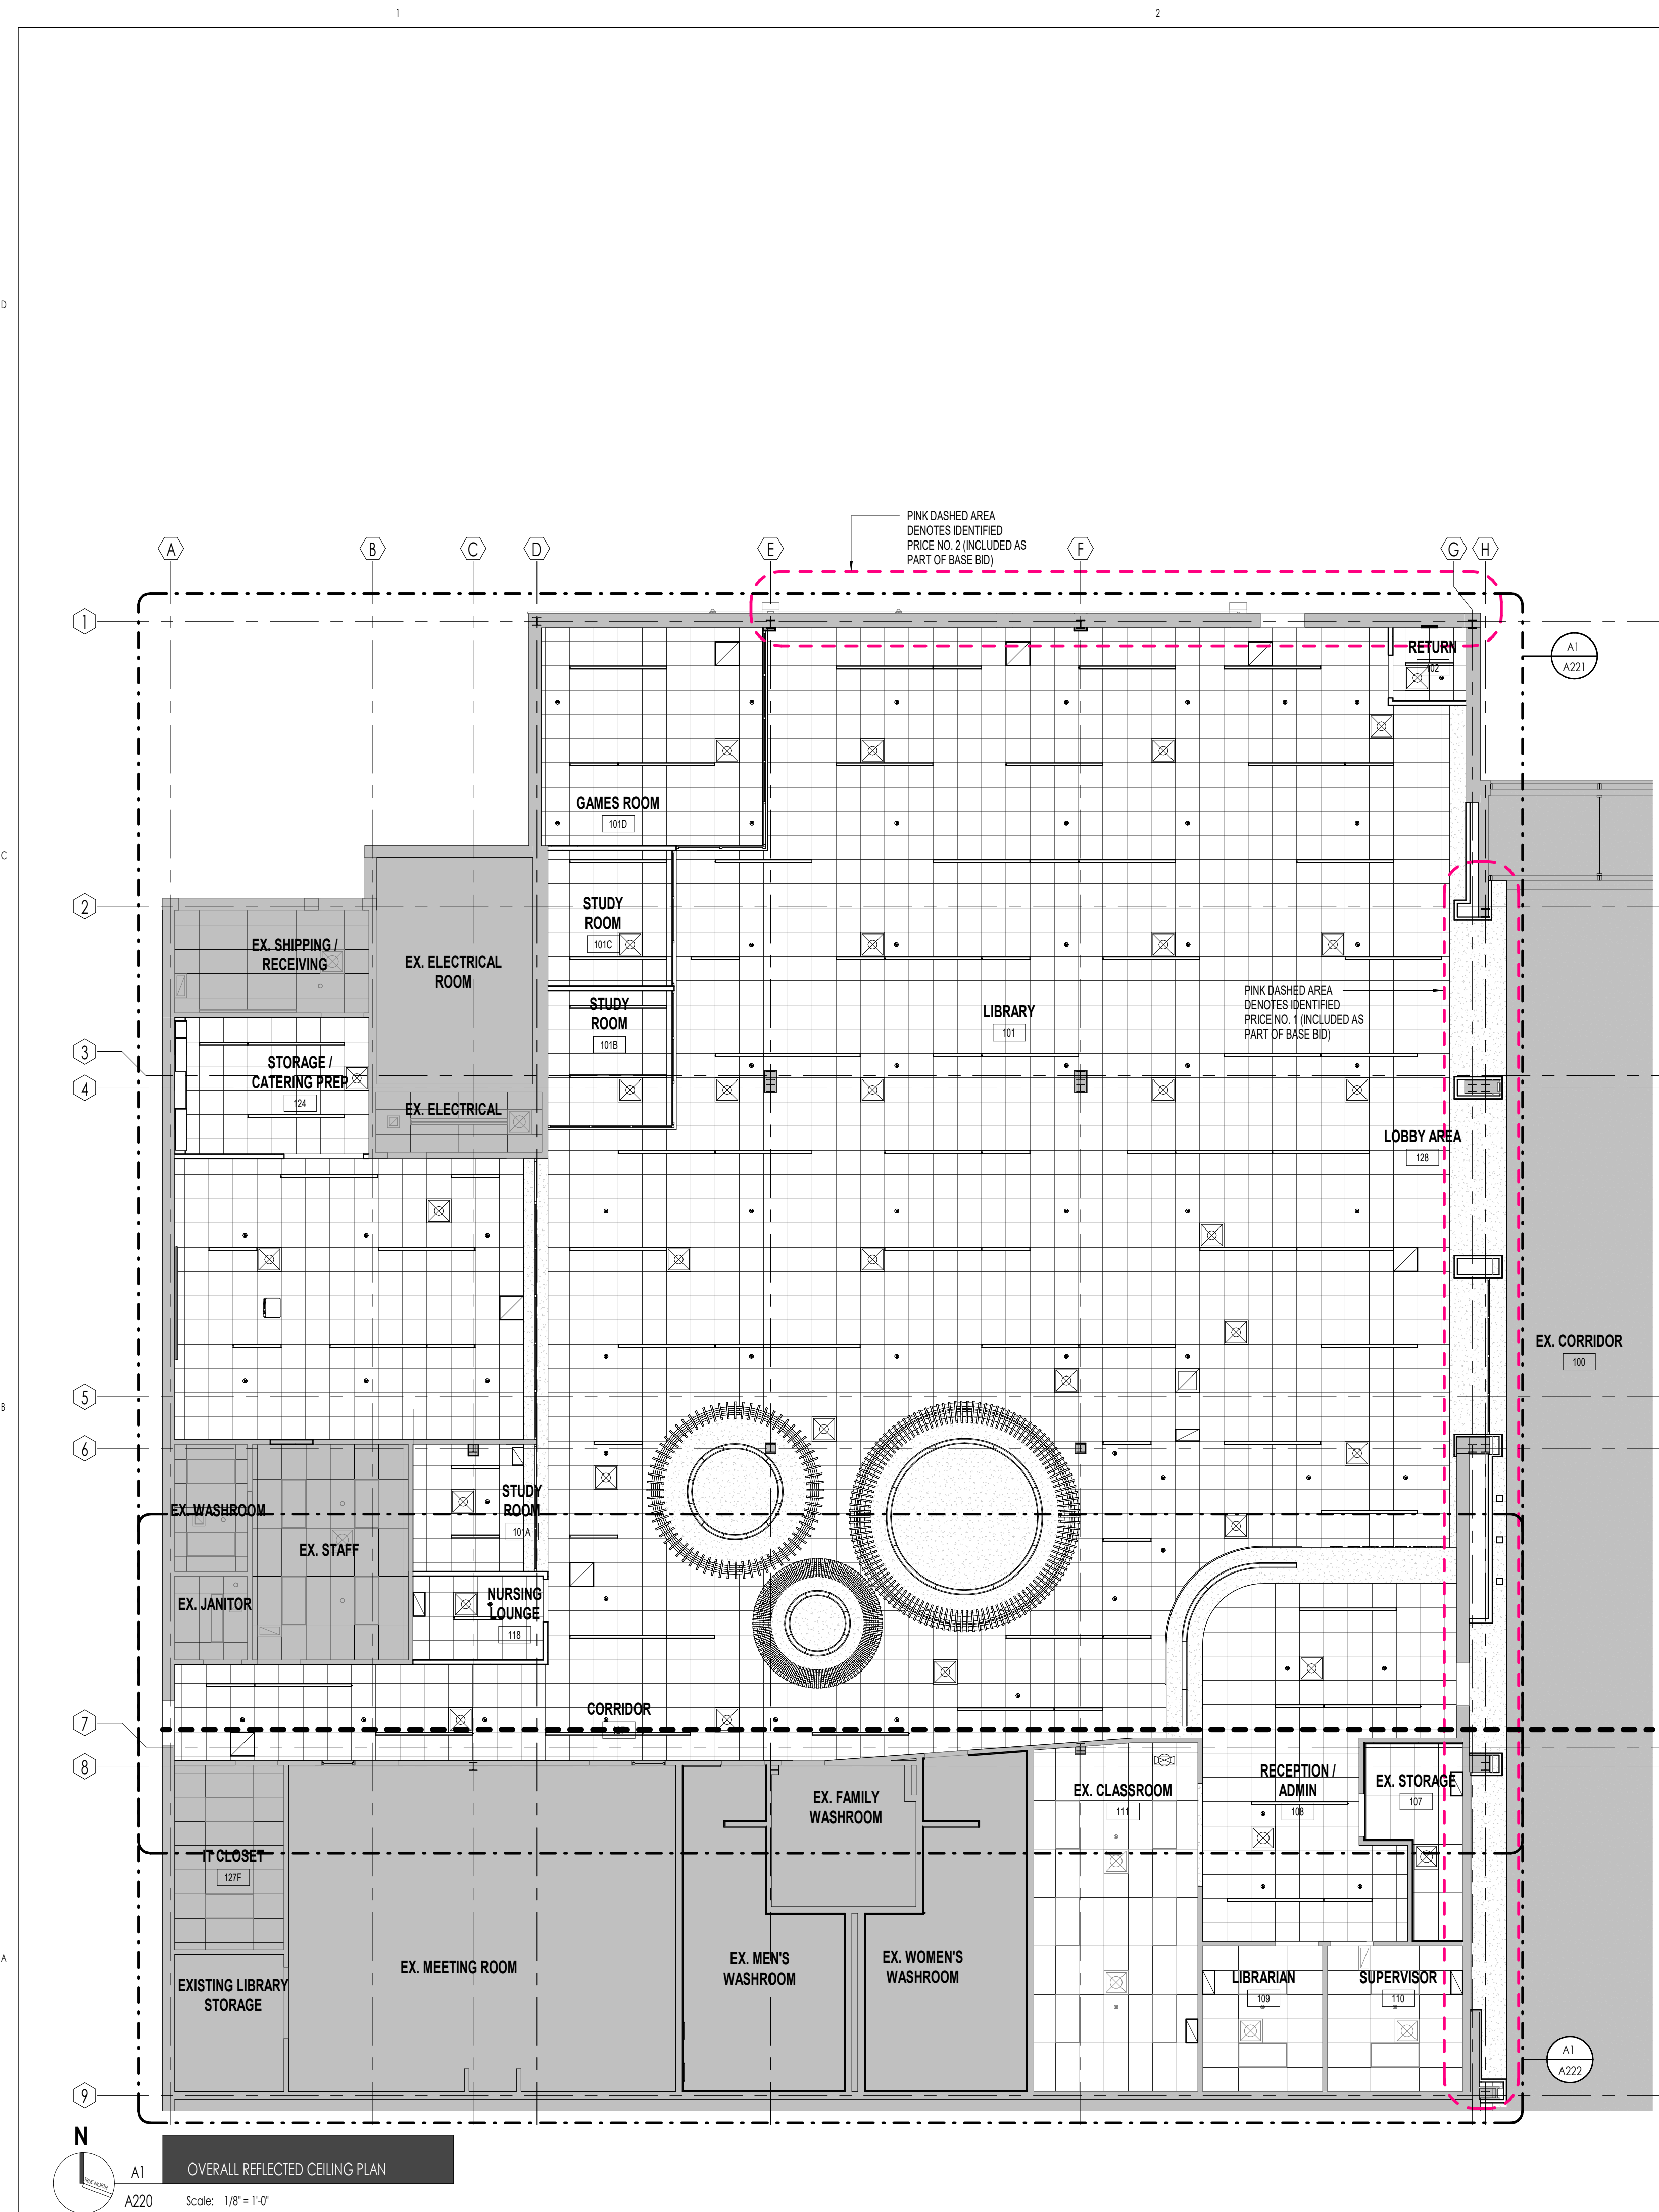 1
2
D
PINK DASHED AREA
DENOTES IDENTIFIED
PRICE NO. 2 (INCLUDED AS
PART OF BASE BID)
A
B
C
D
E
F
G
H
1
A1
A221
RETURN
102
GAMES ROOM
101D
C
2
STUDY
ROOM
101C
EX. SHIPPING /
RECEIVING
EX. ELECTRICAL
ROOM
PINK DASHED AREA
DENOTES IDENTIFIED
PRICE NO. 1 (INCLUDED AS
PART OF BASE BID)
STUDY
ROOM
101B
LIBRARY
101
3
STORAGE /
CATERING PREP
124
4
EX. ELECTRICAL
LOBBY AREA
128
EX. CORRIDOR
100
5
B
6
STUDY
ROOM
101A
EX. WASHROOM
EX. STAFF
NURSING
LOUNGE
118
EX. JANITOR
CORRIDOR
7
8
RECEPTION /
ADMIN
108
EX. STORAGE
107
EX. CLASSROOM
111
EX. FAMILY
WASHROOM
IT CLOSET
127F
A
EX. MEETING ROOM
EX. MEN'S
WASHROOM
EX. WOMEN'S
WASHROOM
LIBRARIAN
109
SUPERVISOR
110
EXISTING LIBRARY
STORAGE
A1
A222
9
N
TRUE NORTH
A1
OVERALL REFLECTED CEILING PLAN
A220
Scale: 1/8" = 1'-0"